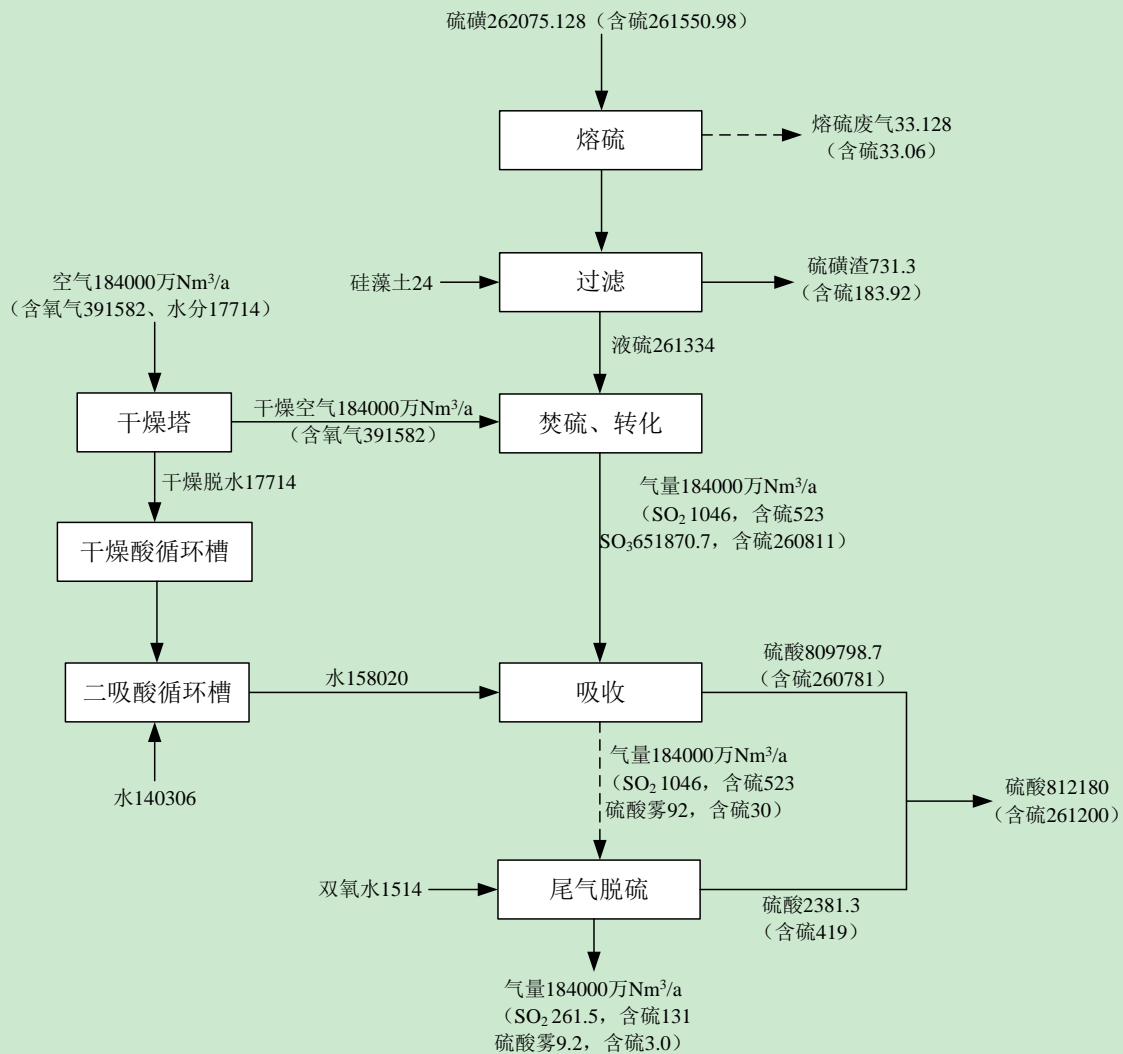 硫磺262075.128（含硫261550.98）
熔硫
熔硫废气33.128
（含硫33.06）
空气184000万Nm³/a
（含氧气391582、水分17714）
硅藻土24
过滤
硫磺渣731.3
（含硫183.92）
液硫261334
干燥塔
干燥空气184000万Nm³/a
（含氧气391582）
焚硫、转化
干燥脱水17714
气量184000万Nm³/a
（SO₂ 1046，含硫523
SO₃651870.7，含硫260811）
干燥酸循环槽
二吸酸循环槽
水158020
吸收
硫酸809798.7
（含硫260781）
水140306
气量184000万Nm³/a
（SO₂ 1046，含硫523
硫酸雾92，含硫30）
硫酸812180
（含硫261200）
双氧水1514
尾气脱硫
硫酸2381.3
（含硫419）
气量184000万Nm³/a
（SO₂ 261.5，含硫131
硫酸雾9.2，含硫3.0）